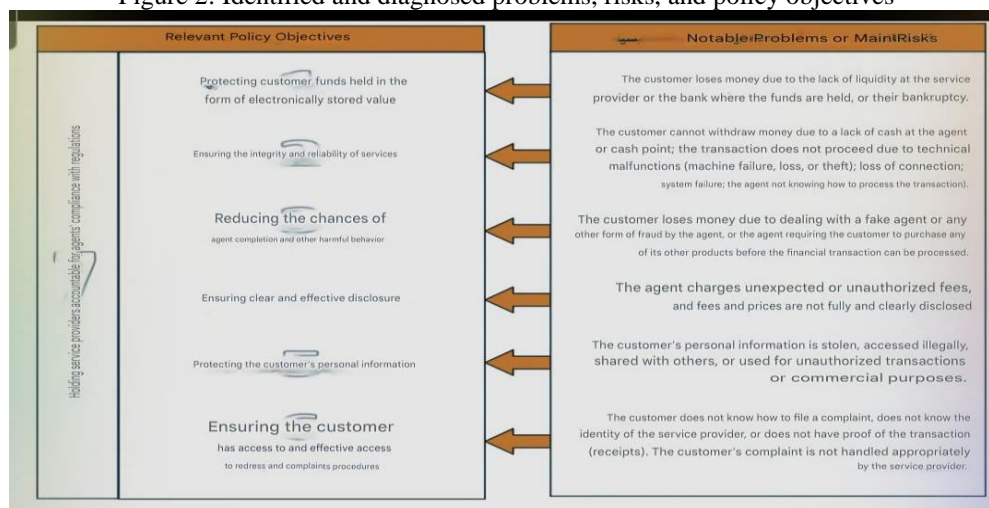 Figure 2. Identified and diagnosed problems, risks, and policy objectives
Relevant Policy Objectives
Notable Problems or Main Risks
Holding service providers accountable for agents' compliance with regulations
Protecting customer funds held in the
form of electronically stored value
The customer loses money due to the lack of liquidity at the service
provider or the bank where the funds are held, or their bankruptcy.
Ensuring the integrity and reliability of services
The customer cannot withdraw money due to a lack of cash at the agent
or cash point; the transaction does not proceed due to technical
malfunctions (machine failure, loss, or theft); loss of connection;
system failure; the agent not knowing how to process the transaction).
Reducing the chances of
agent completion and other harmful behavior
The customer loses money due to dealing with a fake agent or any
other form of fraud by the agent, or the agent requiring the customer to purchase any
of its other products before the financial transaction can be processed.
Ensuring clear and effective disclosure
The agent charges unexpected or unauthorized fees,
and fees and prices are not fully and clearly disclosed
Protecting the customer's personal information
The customer's personal information is stolen, accessed illegally,
shared with others, or used for unauthorized transactions
or commercial purposes.
Ensuring the customer
has access to and effective access
to redress and complaints procedures
The customer does not know how to file a complaint, does not know the
identity of the service provider, or does not have proof of the transaction
(receipts). The customer's complaint is not handled appropriately
by the service provider.